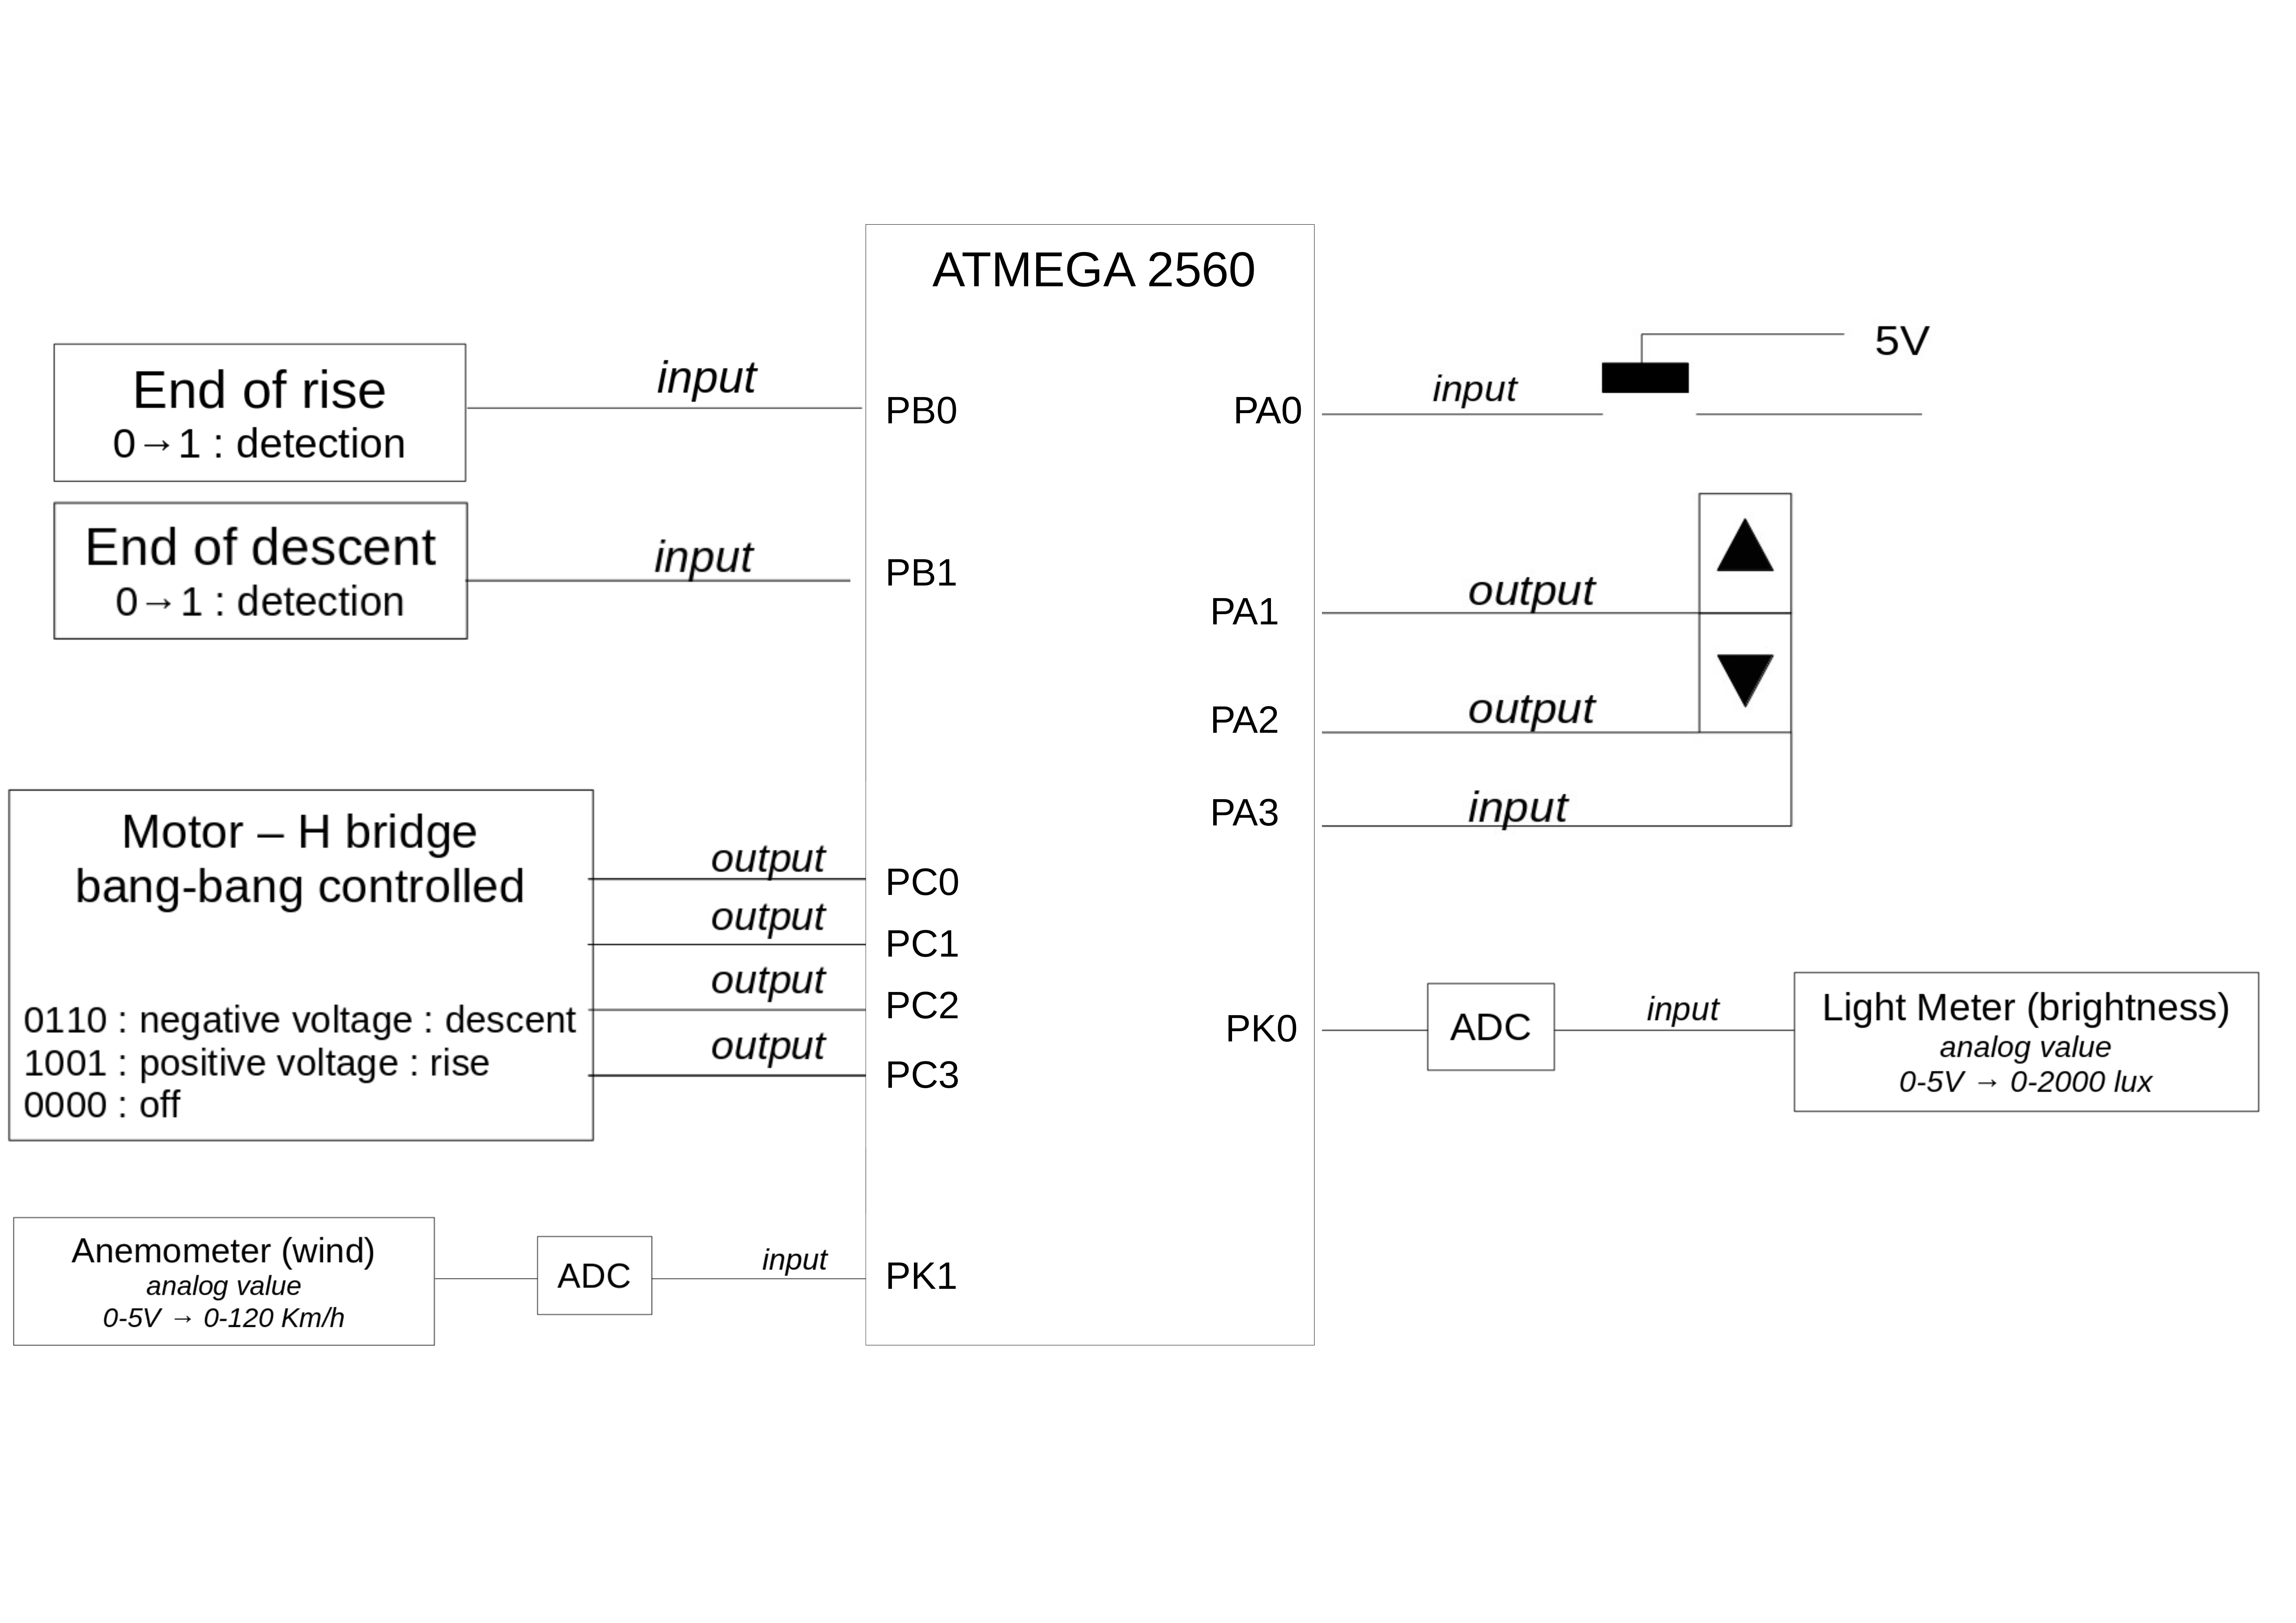 ATMEGA 2560
End of rise
0→1 : detection
input
PB0
End of descent
0→1 : detection
input
PB1
Motor – H bridge
bang-bang controlled
0110 : negative voltage : descent
1001 : positive voltage : rise
0000 : off
output
PC0
output
PC1
output
PC2
output
PC3
Anemometer (wind)
analog value
0-5V → 0-120 Km/h
ADC
input
PK1
PA0
input
5V
PA1
output
PA2
output
PA3
input
PK0
ADC
input
Light Meter (brightness)
analog value
0-5V → 0-2000 lux